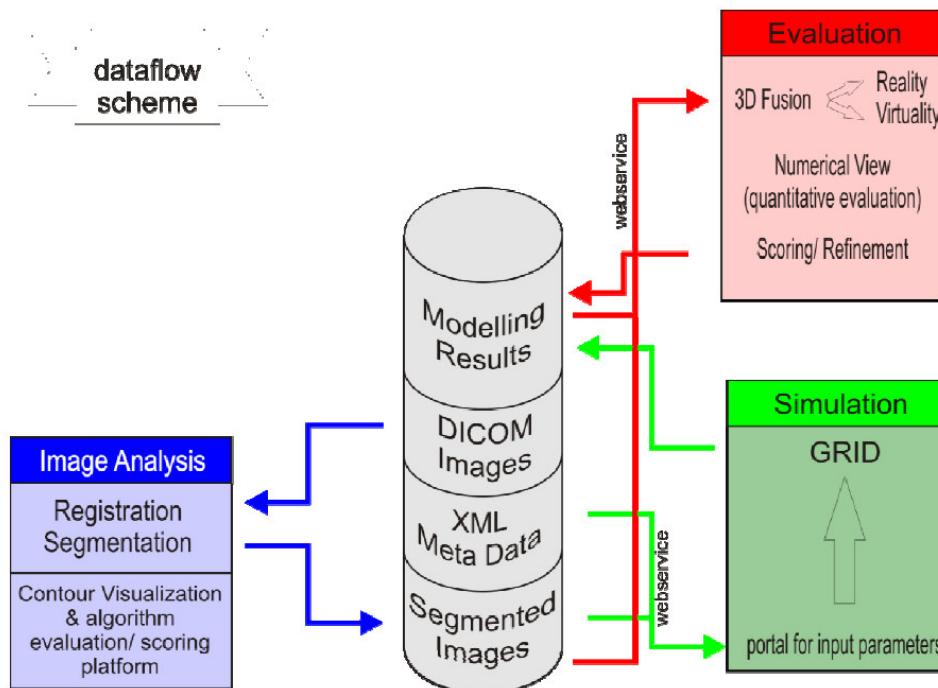 dataflow
scheme
Evaluation
3D Fusion
Reality
Virtuality
Numerical View
(quantitative evaluation)
Scoring/ Refinement
webservice
Modelling
Results
DICOM
Images
XML
Meta Data
Segmented
Images
Image Analysis
Registration
Segmentation
Contour Visualization
& algorithm
evaluation/ scoring
platform
Simulation
GRID
portal for input parameters
webservice